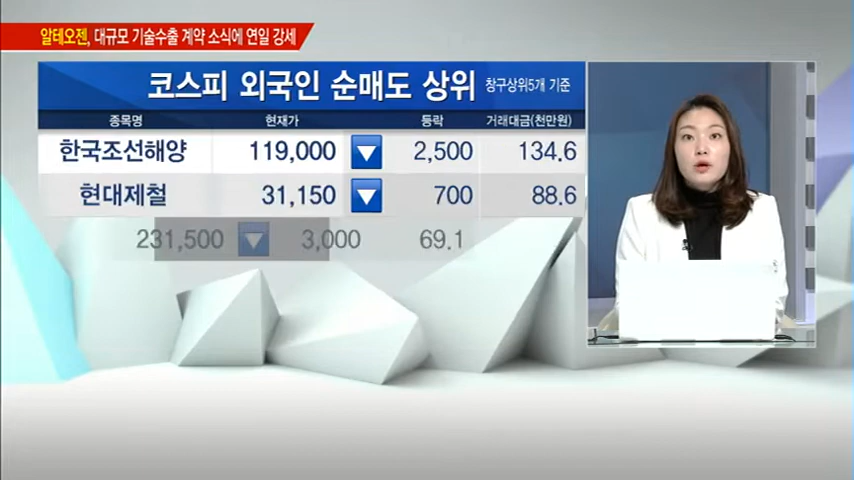 알테오젠, 대규모 기술수출 계약 소식에 연일 강세
코스피 외국인 순매도 상위 창구상위5개 기준
종목명 현재가 등락 거래대금(천만원)
한국조선해양 119,000 ▼ 2,500 134.6
현대제철 31,150 ▼ 700 88.6
231,500 ▼ 3,000 69.1